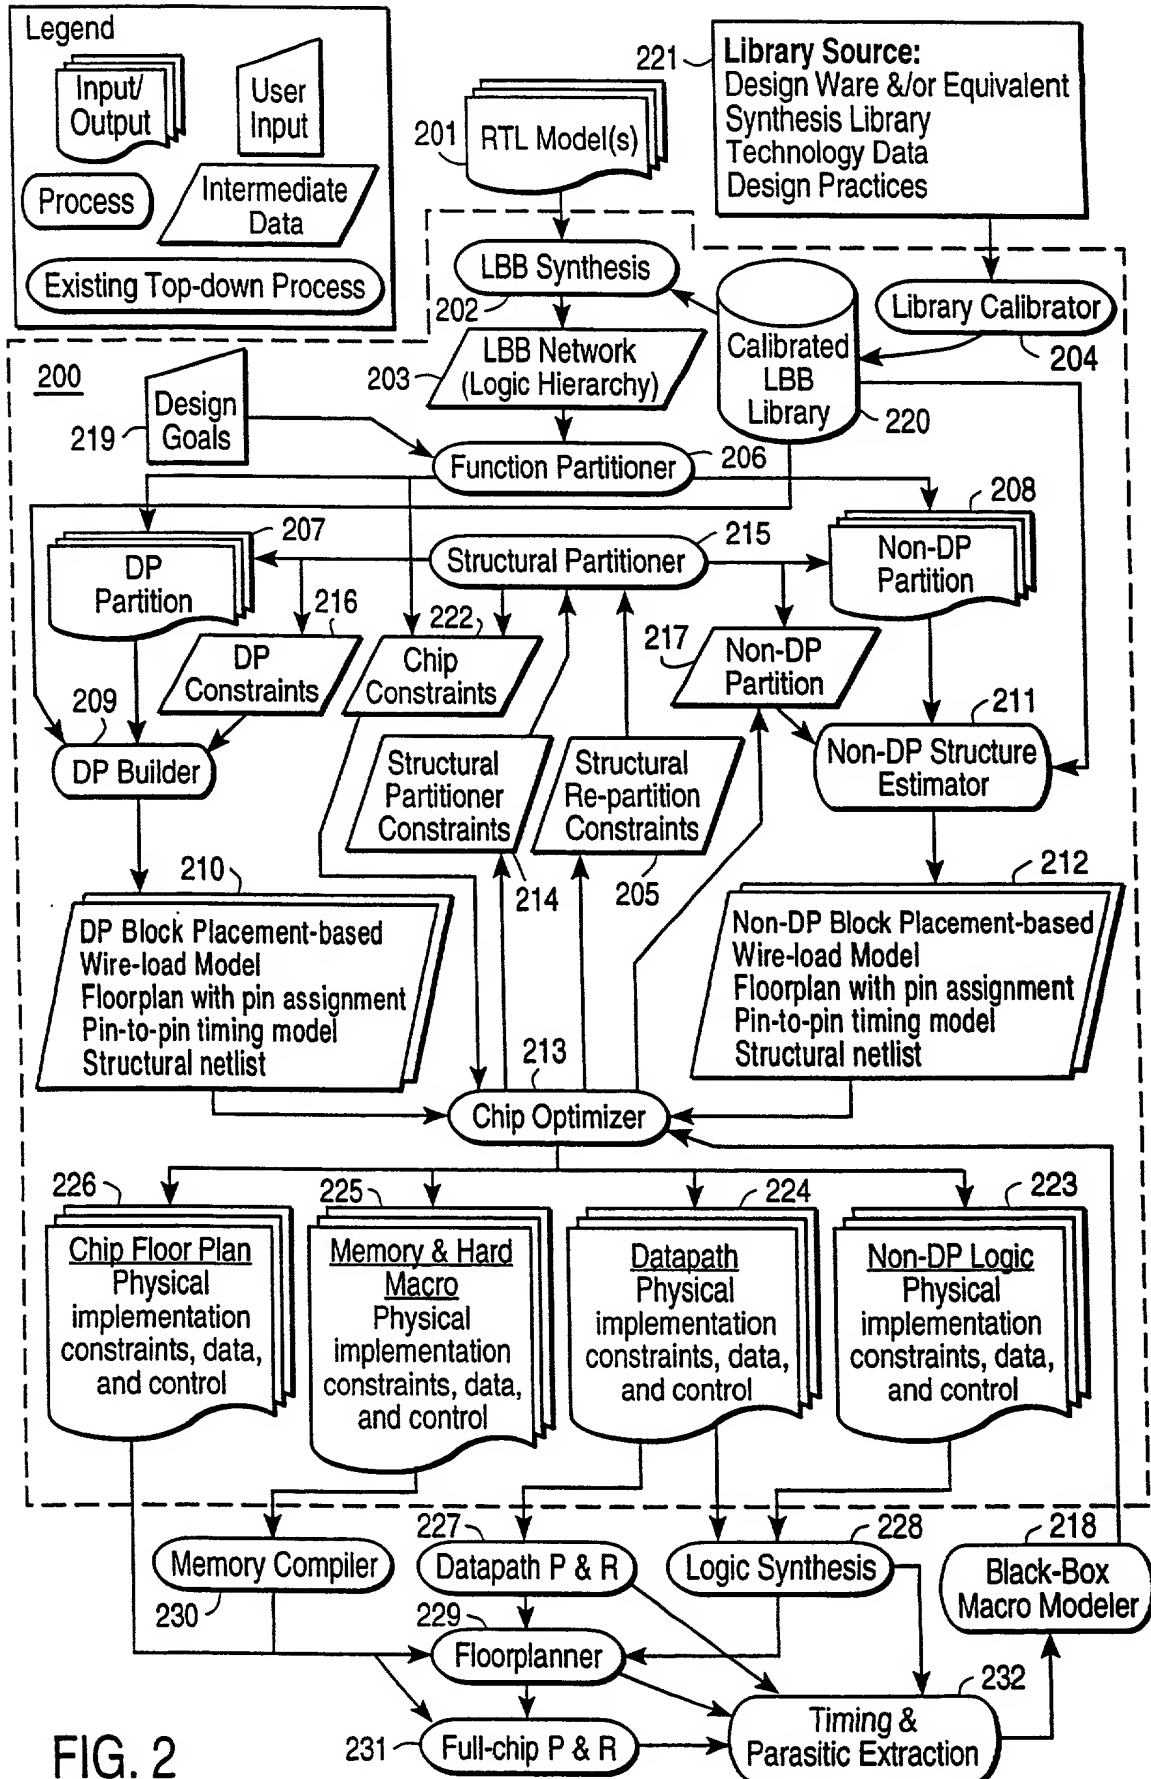 Legend
Input/
Output
User
Input
Process
Intermediate
Data
Existing Top-down Process
201
RTL Model(s)
221
Library Source:
Design Ware &/or Equivalent
Synthesis Library
Technology Data
Design Practices
LBB Synthesis
202
Library Calibrator
204
200
203
LBB Network
(Logic Hierarchy)
Calibrated
LBB
Library
220
Design
Goals
219
Function Partitioner
206
207
DP
Partition
Structural Partitioner
215
208
Non-DP
Partition
216
DP
Constraints
222
Chip
Constraints
217
Non-DP
Partition
209
DP Builder
211
Non-DP Structure
Estimator
Structural
Partitioner
Constraints
214
Structural
Re-partition
Constraints
205
210
DP Block Placement-based
Wire-load Model
Floorplan with pin assignment
Pin-to-pin timing model
Structural netlist
212
Non-DP Block Placement-based
Wire-load Model
Floorplan with pin assignment
Pin-to-pin timing model
Structural netlist
213
Chip Optimizer
226
Chip Floor Plan
Physical
implementation
constraints, data,
and control
225
Memory & Hard
Macro
Physical
implementation
constraints, data,
and control
224
Datapath
Physical
implementation
constraints, data,
and control
223
Non-DP Logic
Physical
implementation
constraints, data,
and control
Memory Compiler
230
227
Datapath P & R
228
Logic Synthesis
218
Black-Box
Macro Modeler
229
Floorplanner
231
Full-chip P & R
232
Timing &
Parasitic Extraction
FIG. 2